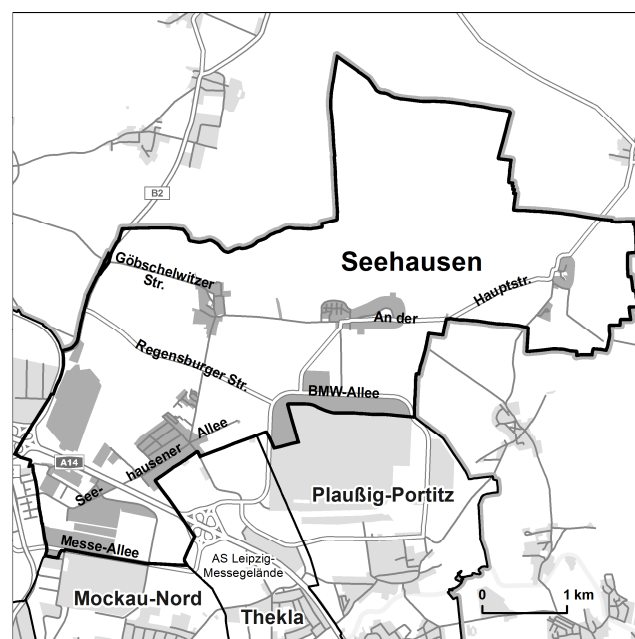 B2
Seehausen
Göbschelwitzer
Str.
Hauptstr.
An der
Regensburger Str.
BMW-Allee
See-
hausener Allee
A14
Plaußig-Portitz
Messe-Allee
AS Leipzig-
Messegelände
Mockau-Nord
Thekla
0 1 km